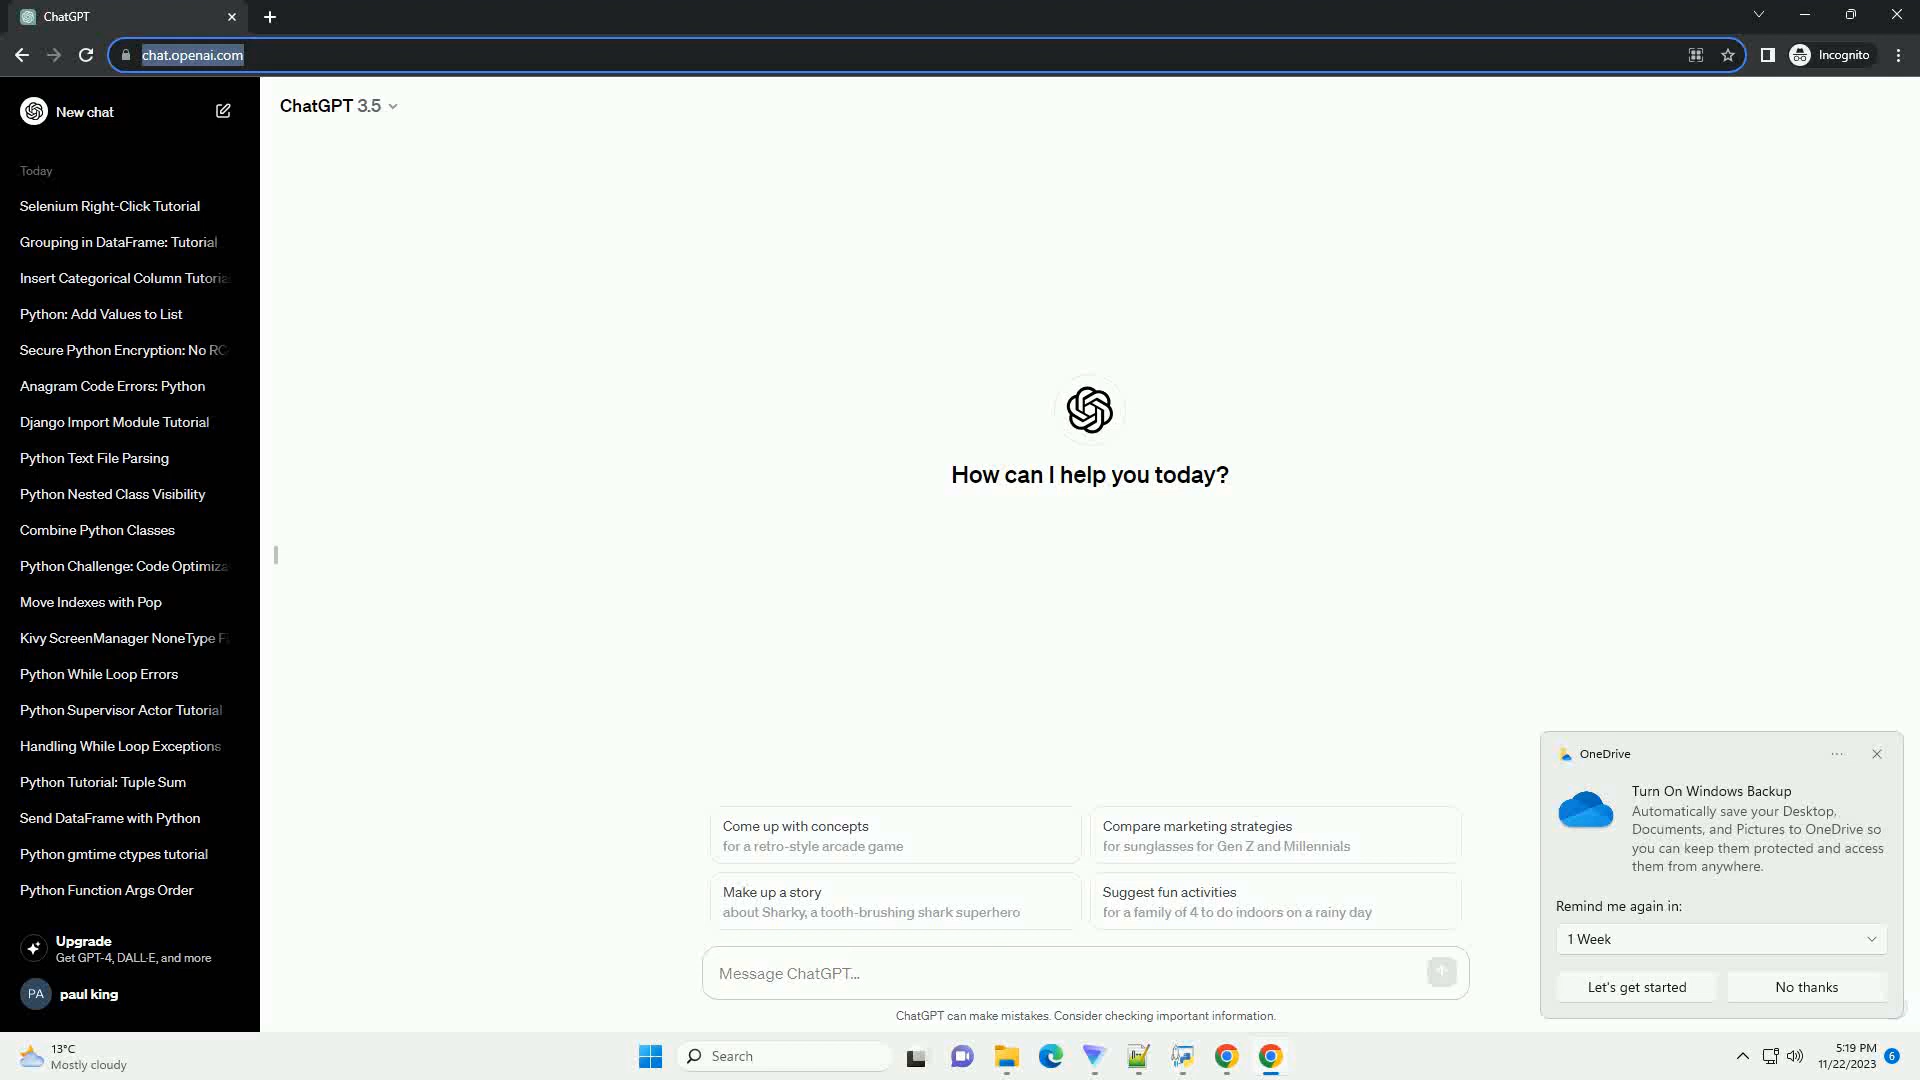 ChatGPT
chat.openai.com
Incognito
New chat
ChatGPT 3.5
Today
Selenium Right-Click Tutorial
Grouping in DataFrame: Tutorial
Insert Categorical Column Tutoria
Python: Add Values to List
Secure Python Encryption: No RC
Anagram Code Errors: Python
Django Import Module Tutorial
Python Text File Parsing
Python Nested Class Visibility
Combine Python Classes
Python Challenge: Code Optimiza
Move Indexes with Pop
Kivy ScreenManager NoneType F
Python While Loop Errors
Python Supervisor Actor Tutorial
Handling While Loop Exceptions
Python Tutorial: Tuple Sum
Send DataFrame with Python
Python gmtime ctypes tutorial
Python Function Args Order
Upgrade
Get GPT-4, DALL·E, and more
PA
paul king
How can I help you today?
Come up with concepts
for a retro-style arcade game
Compare marketing strategies
for sunglasses for Gen Z and Millennials
Make up a story
about Sharky, a tooth-brushing shark superhero
Suggest fun activities
for a family of 4 to do indoors on a rainy day
Message ChatGPT...
ChatGPT can make mistakes. Consider checking important information.
OneDrive
Turn On Windows Backup
Automatically save your Desktop,
Documents, and Pictures to OneDrive so
you can keep them protected and access
them from anywhere.
Remind me again in:
1 Week
Let's get started
No thanks
13°C
Mostly cloudy
Search
5:19 PM
11/22/2023
6